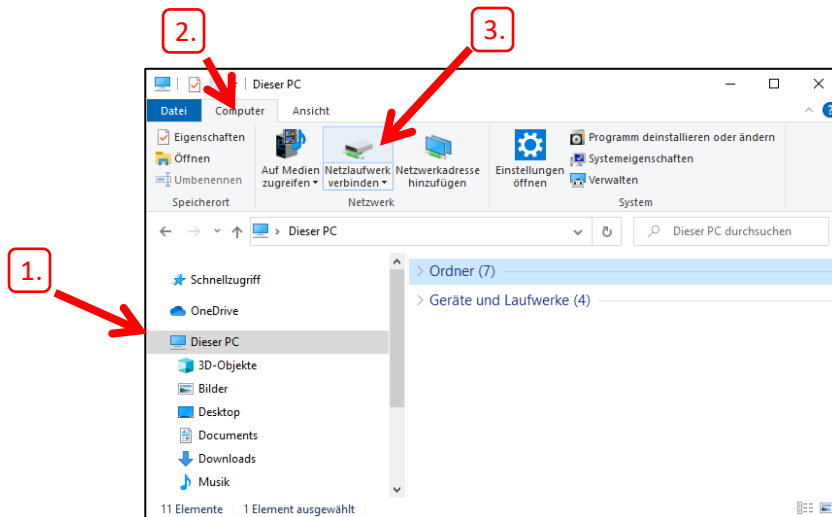 2.
3.
Dieser PC
Datei Computer Ansicht
Eigenschaften
Öffnen
Umbenennen
Auf Medien zugreifen
Netzlaufwerk verbinden
Netzwerkadresse hinzufügen
Einstellungen öffnen
Programm deinstallieren oder ändern
Systemeigenschaften
Verwalten
Speicherort Netzwerk System
Dieser PC
Dieser PC durchsuchen
1.
Schnellzugriff
OneDrive
Dieser PC
3D-Objekte
Bilder
Desktop
Documents
Downloads
Musik
Ordner (7)
Geräte und Laufwerke (4)
11 Elemente 1 Element ausgewählt